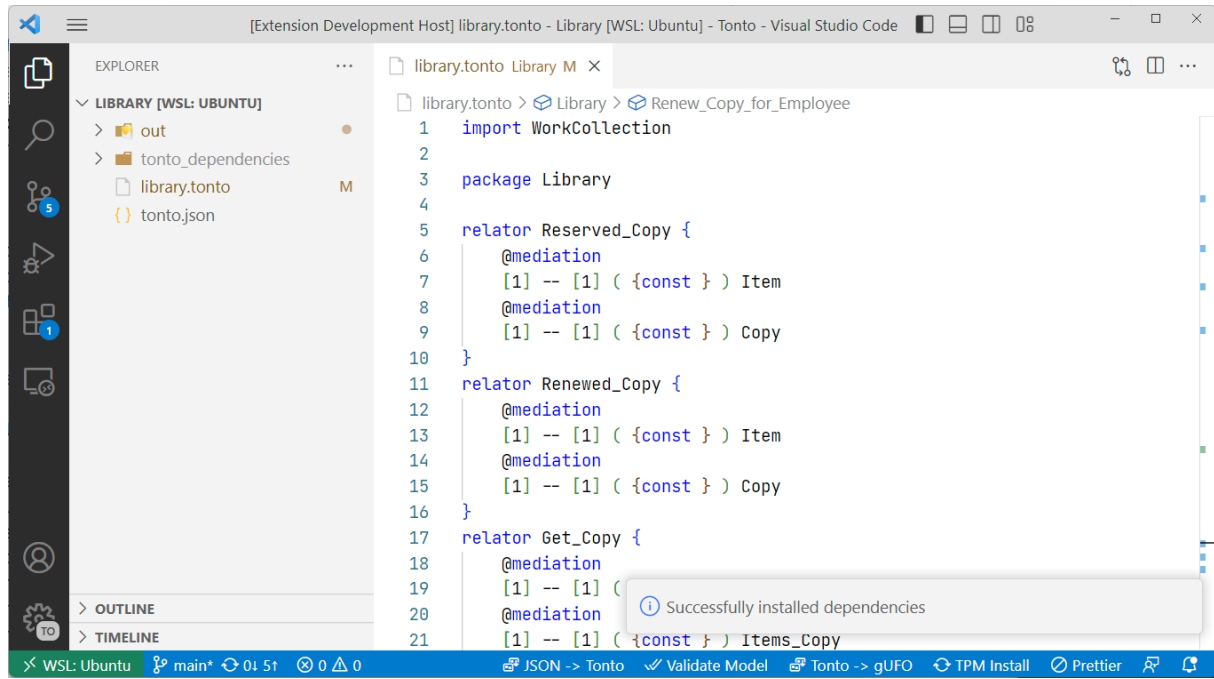 [Extension Development Host] library.tonto - Library [WSL: Ubuntu] - Tonto - Visual Studio Code
EXPLORER
LIBRARY [WSL: UBUNTU]
out
tonto_dependencies
library.tonto M
{} tonto.json
OUTLINE
TIMELINE
5
1
TO
library.tonto Library M
library.tonto > Library > Renew_Copy_for_Employee
1 import WorkCollection
2
3 package Library
4
5 relator Reserved_Copy {
6 @mediation
7 [1] -- [1] ( {const } ) Item
8 @mediation
9 [1] -- [1] ( {const } ) Copy
10 }
11 relator Renewed_Copy {
12 @mediation
13 [1] -- [1] ( {const } ) Item
14 @mediation
15 [1] -- [1] ( {const } ) Copy
16 }
17 relator Get_Copy {
18 @mediation
19 [1] -- [1] (
20 @mediation
21 [1] -- [1] ( {const } ) Items_Copy
Successfully installed dependencies
WSL: Ubuntu main* 0↓ 5↑ 0 0 JSON -> Tonto Validate Model Tonto -> gUFO TPM Install Prettier